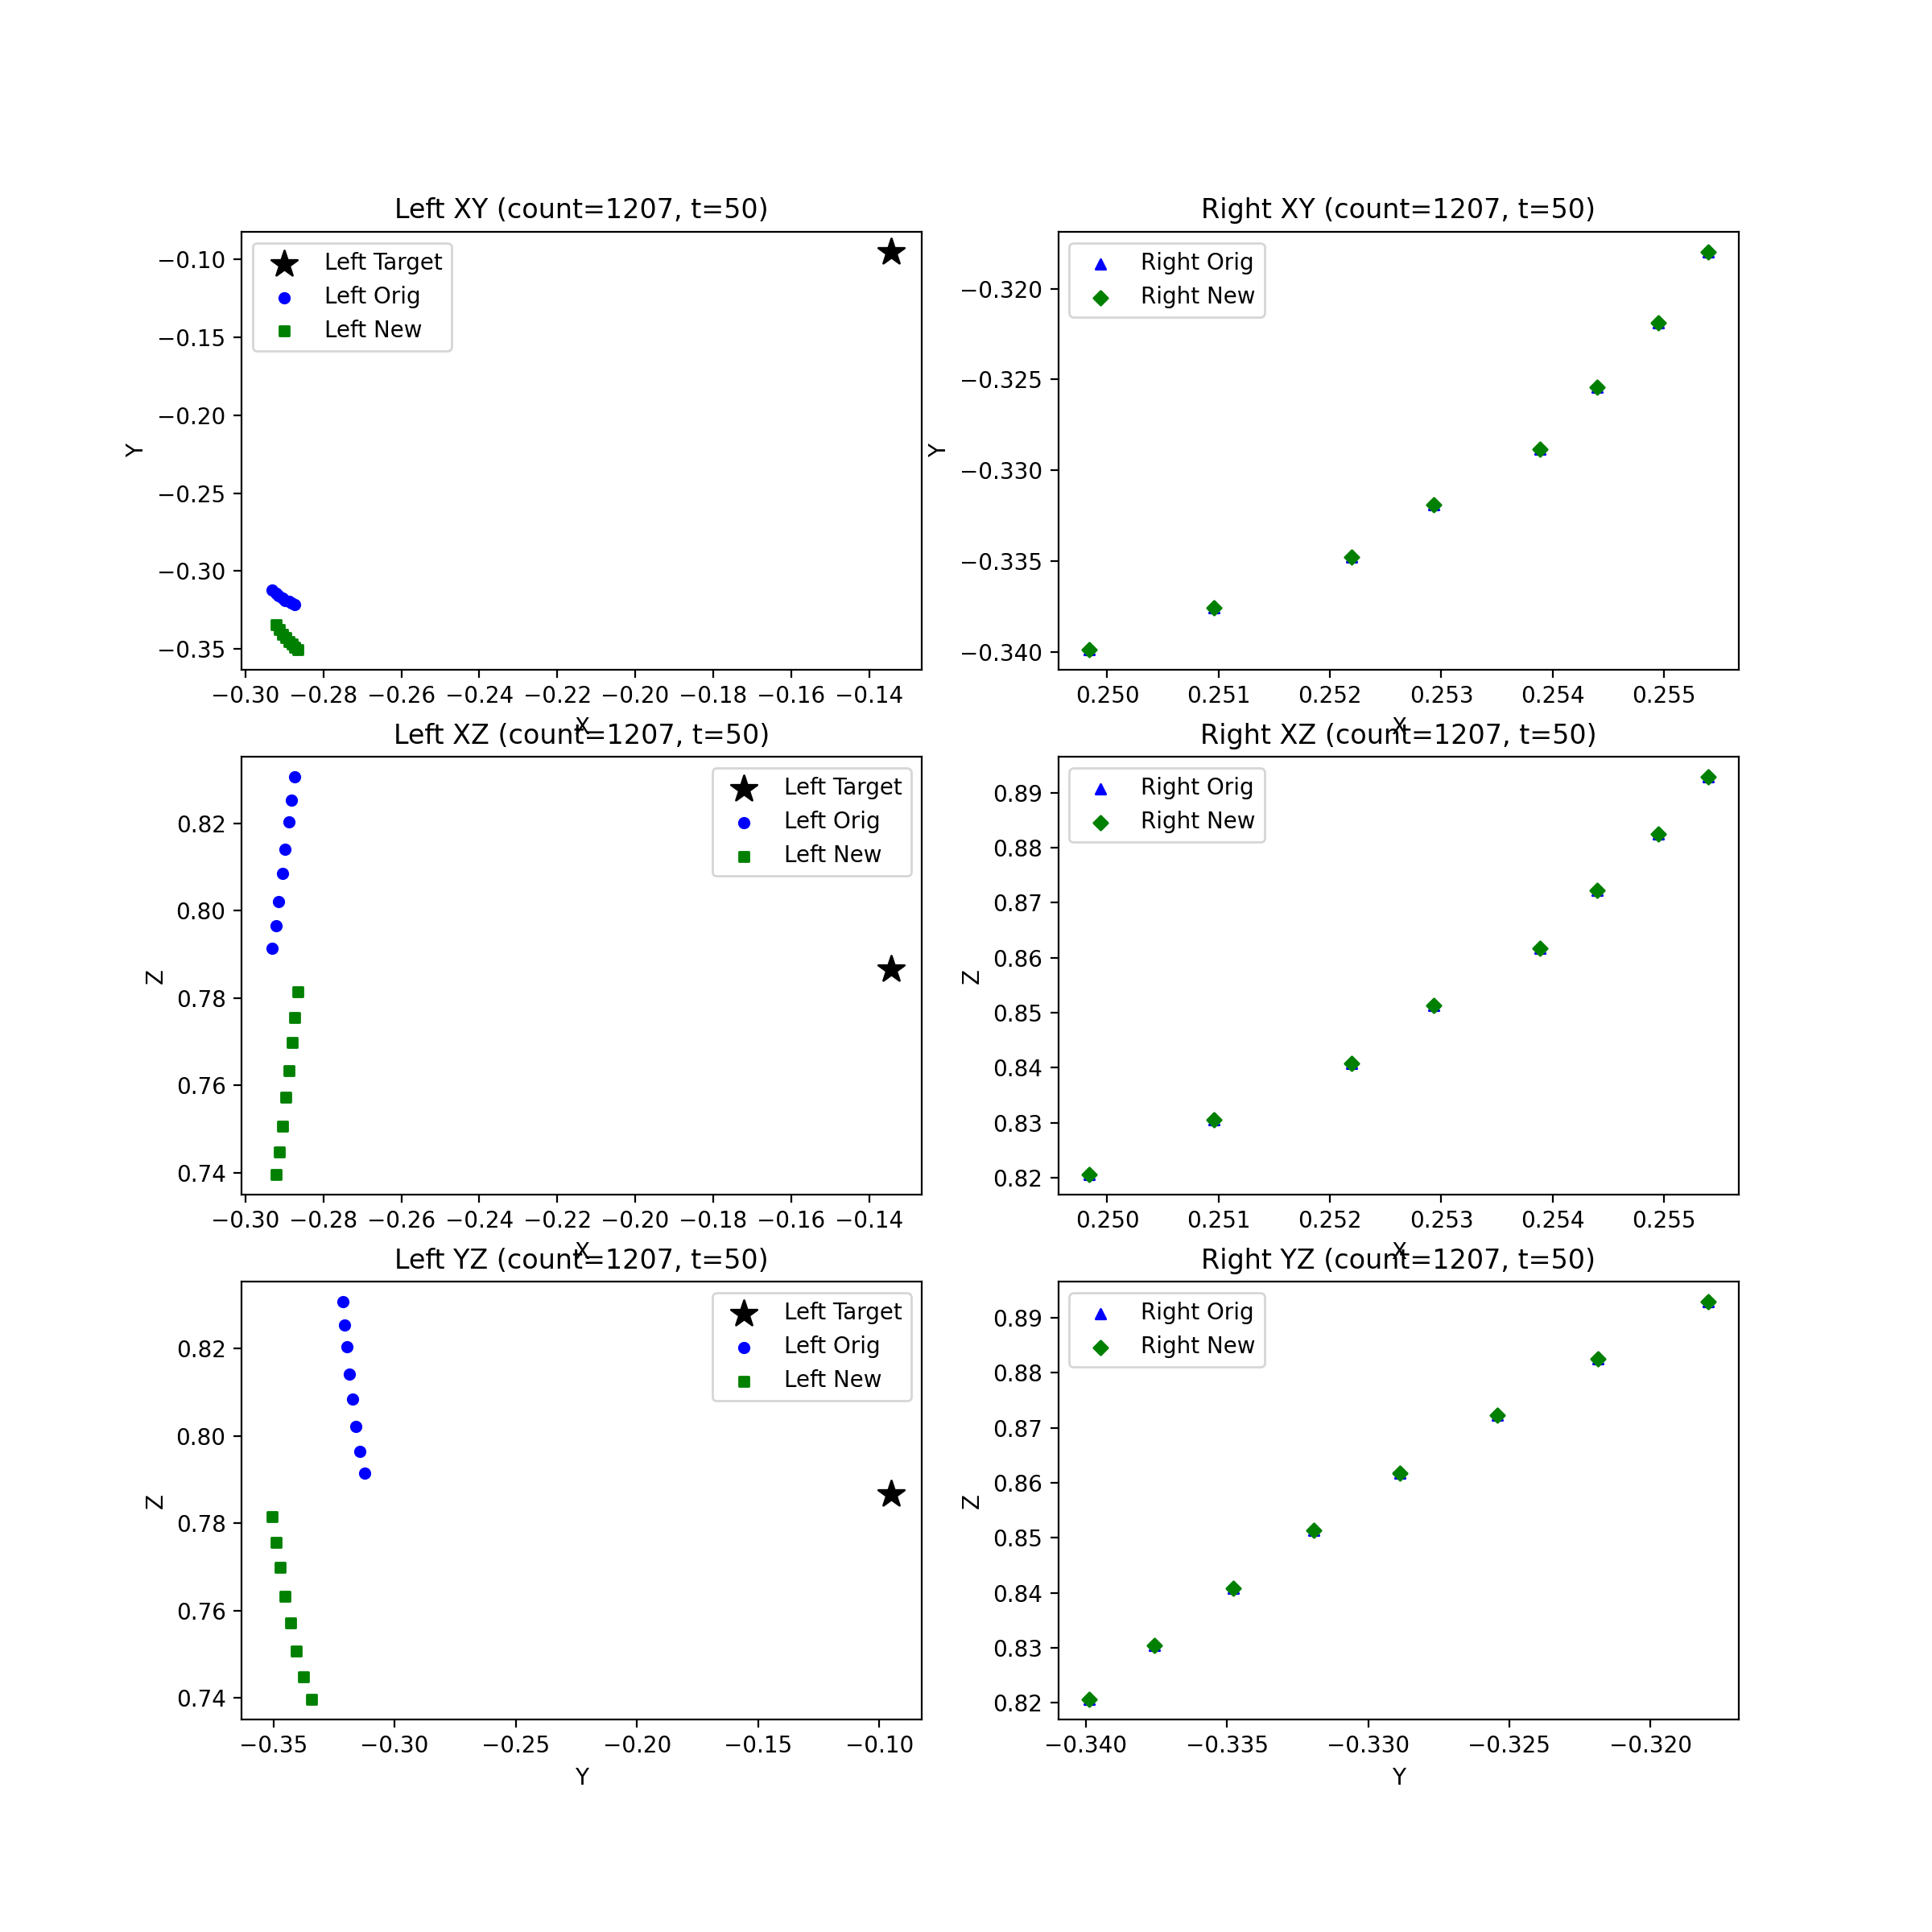 Left XY (count=1207, t=50)
Left Target
Left Orig
Left New
−0.10
−0.15
−0.20
−0.25
−0.30
−0.35
Y
−0.30 −0.28 −0.26 −0.24 −0.22 −0.20 −0.18 −0.16 −0.14
X
Right XY (count=1207, t=50)
Right Orig
Right New
−0.320
−0.325
−0.330
−0.335
−0.340
Y
0.250 0.251 0.252 0.253 0.254 0.255
X
Left XZ (count=1207, t=50)
Left Target
Left Orig
Left New
0.82
0.80
0.78
0.76
0.74
Z
−0.30 −0.28 −0.26 −0.24 −0.22 −0.20 −0.18 −0.16 −0.14
X
Right XZ (count=1207, t=50)
Right Orig
Right New
0.89
0.88
0.87
0.86
0.85
0.84
0.83
0.82
Z
0.250 0.251 0.252 0.253 0.254 0.255
X
Left YZ (count=1207, t=50)
Left Target
Left Orig
Left New
0.82
0.80
0.78
0.76
0.74
Z
−0.35 −0.30 −0.25 −0.20 −0.15 −0.10
Y
Right YZ (count=1207, t=50)
Right Orig
Right New
0.89
0.88
0.87
0.86
0.85
0.84
0.83
0.82
Z
−0.340 −0.335 −0.330 −0.325 −0.320
Y